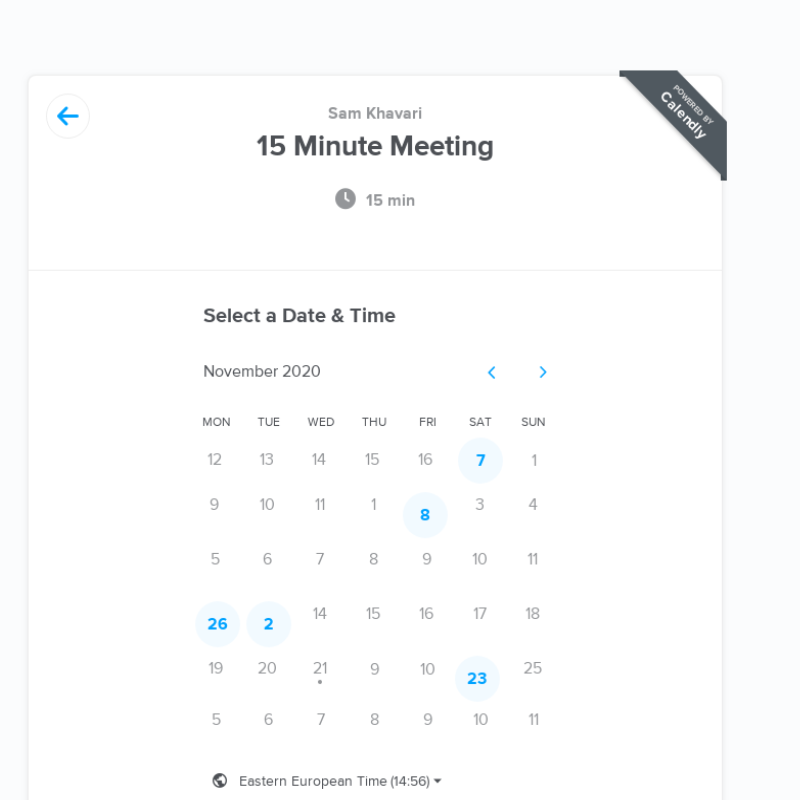 POWERED BY
Calendly
Sam Khavari
15 Minute Meeting
15 min
Select a Date & Time
November 2020
MON TUE WED THU FRI SAT SUN
12 13 14 15 16 7 1
9 10 11 1 8 3 4
5 6 7 8 9 10 11
26 2 14 15 16 17 18
19 20 21 9 10 23 25
5 6 7 8 9 10 11
Eastern European Time (14:56)